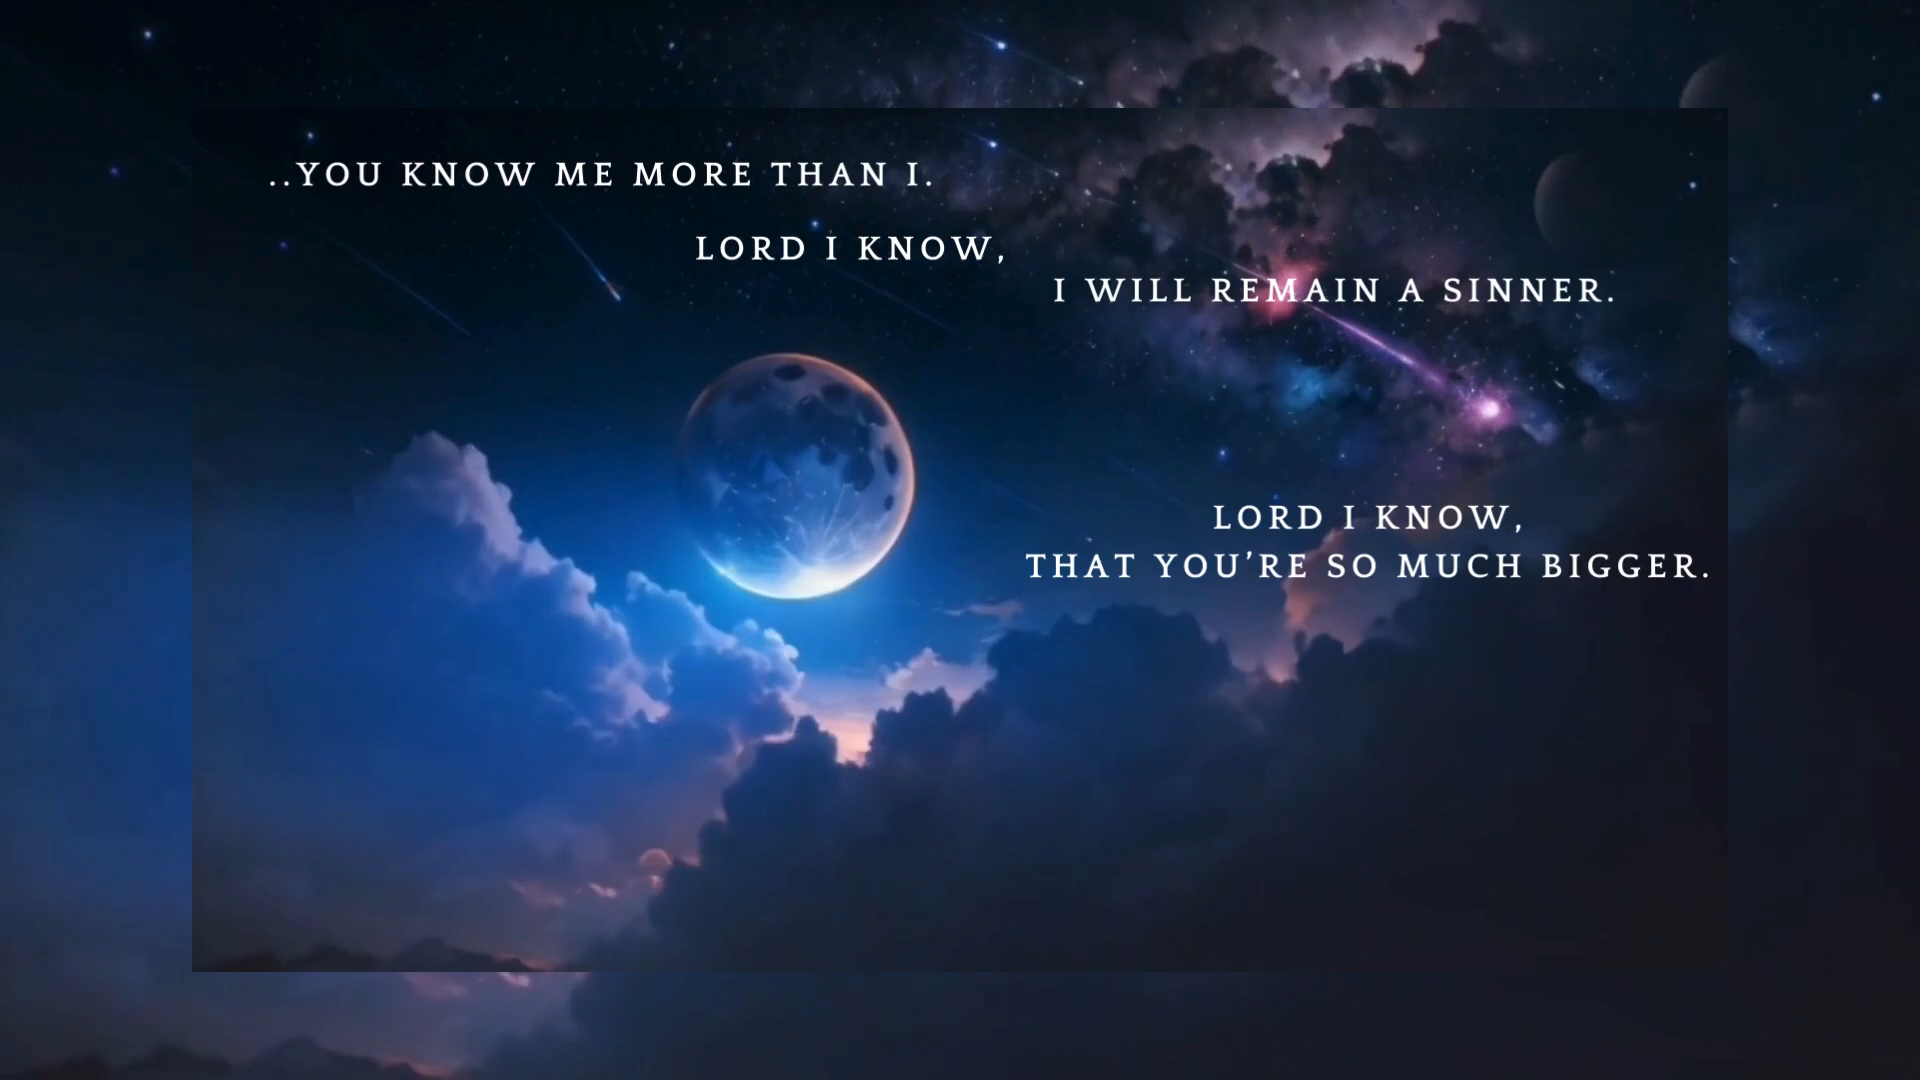 ..YOU KNOW ME MORE THAN I.
LORD I KNOW,
I WILL REMAIN A SINNER.
LORD I KNOW,
THAT YOU’RE SO MUCH BIGGER.